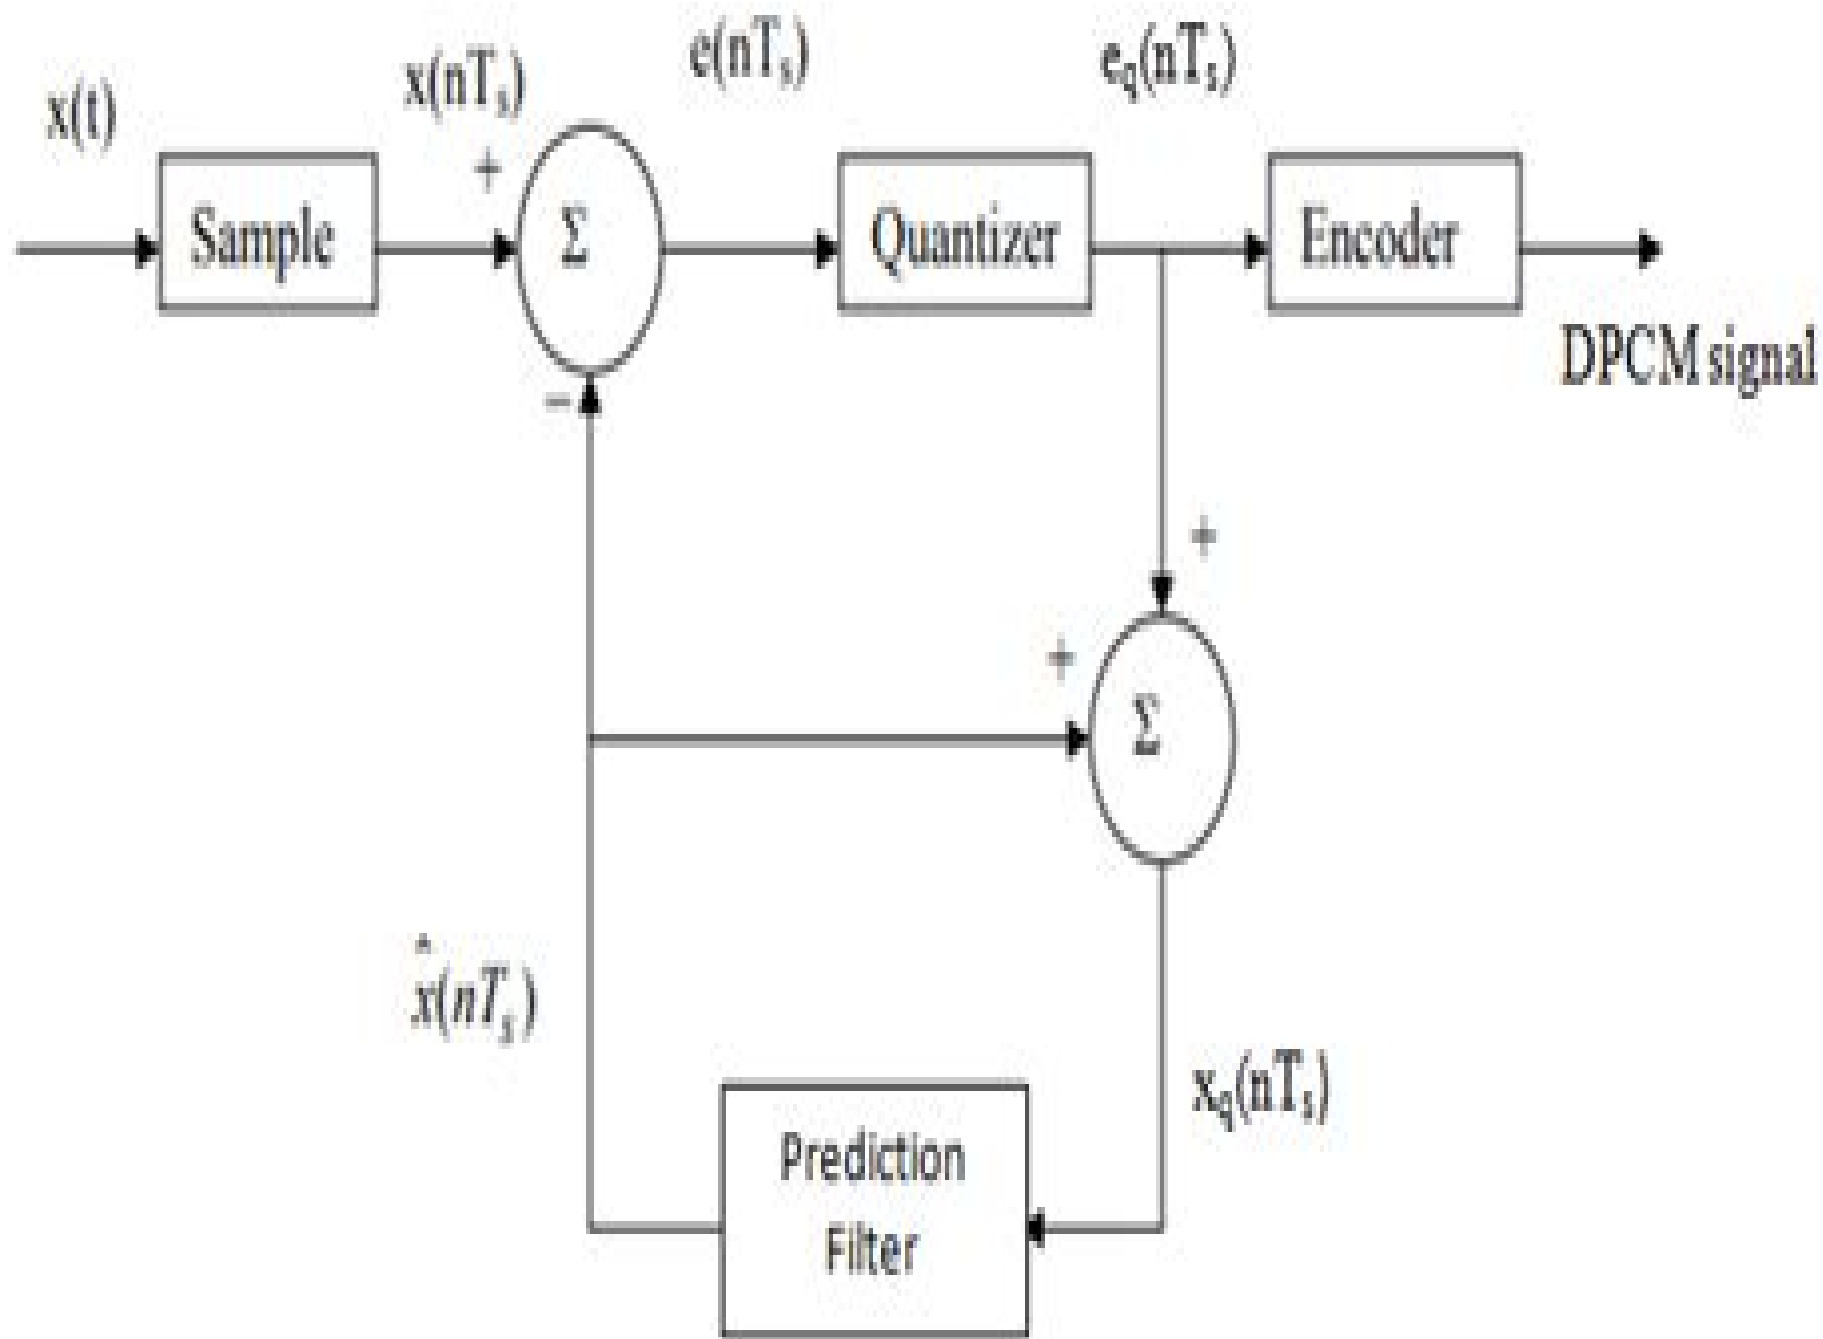 x(t)
x(nTs)
e(nTs)
eq(nTs)
+
Sample
Σ
Quantizer
Encoder
DPCM signal
-
+
+
Σ
x̂(nTs)
xq(nTs)
Prediction
Filter